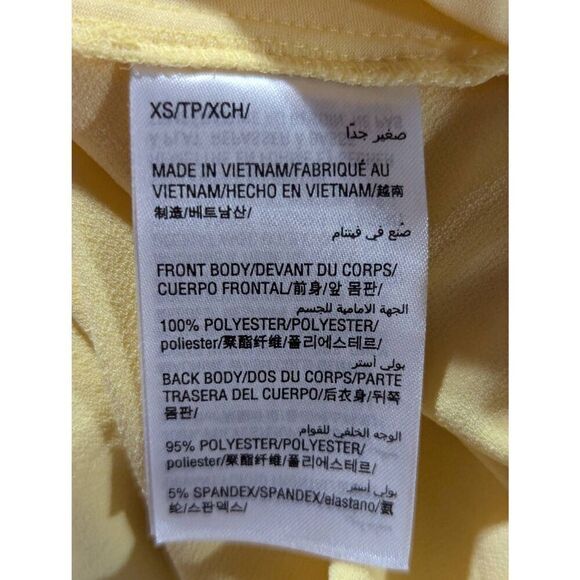 XS/TP/XCH/
صغير جدًا
MADE IN VIETNAM/FABRIQUÉ AU
VIETNAM/HECHO EN VIETNAM/越南
制造/베트남산/
صُنع في فيتنام
FRONT BODY/DEVANT DU CORPS/
CUERPO FRONTAL/前身/앞 몸판/
الجهة الامامية للجسم
100% POLYESTER/POLYESTER/
poliester/聚酯纤维/폴리에스테르/
بولي أستر
BACK BODY/DOS DU CORPS/PARTE
TRASERA DEL CUERPO/后衣身/뒤쪽
몸판/
الوجه الخلفي للقوام
95% POLYESTER/POLYESTER/
poliester/聚酯纤维/폴리에스테르/
بولي أستر
5% SPANDEX/SPANDEX/elastano/氨
纶/스판덱스/